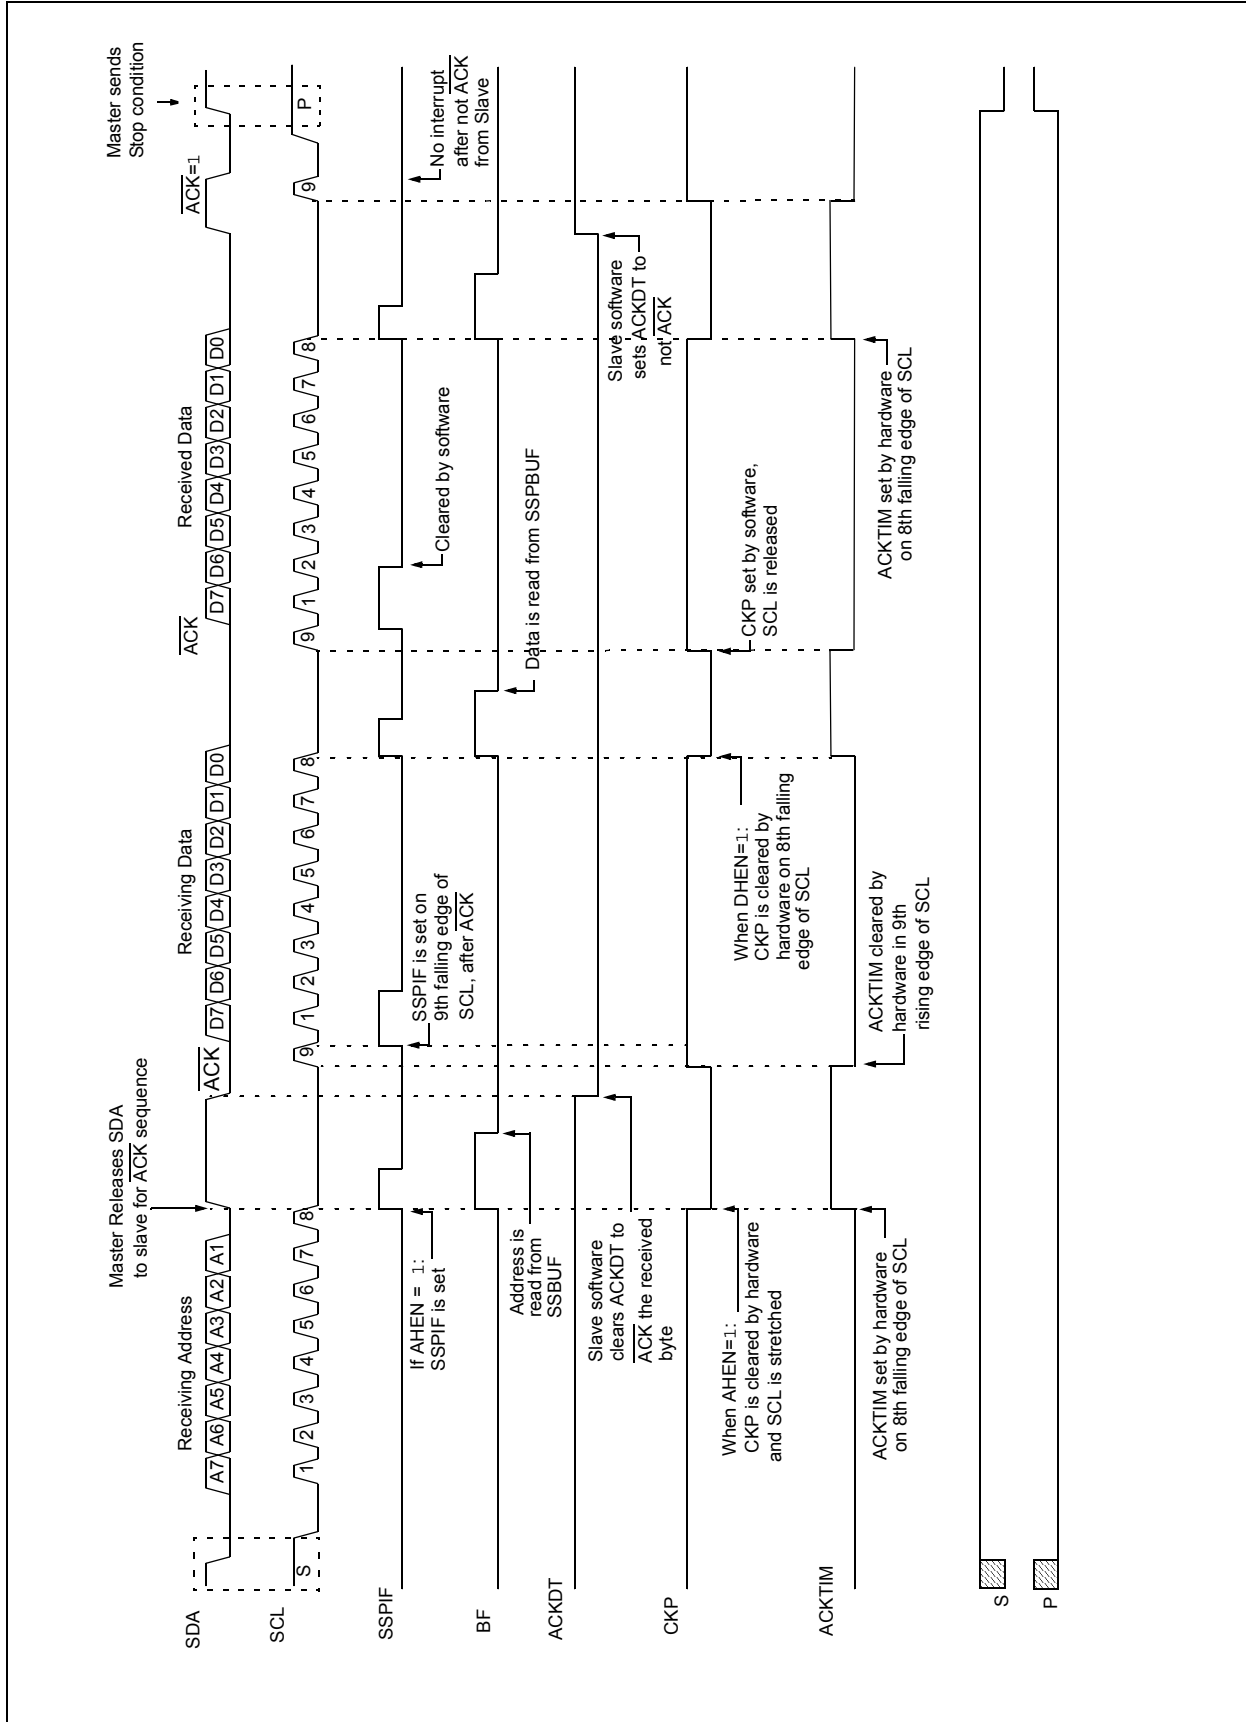 Master Releases SDA
to slave for ACK sequence
Master sends
Stop condition
Receiving Address
Receiving Data
Received Data
ACK
ACK
ACK=1
SDA
A7 A6 A5 A4 A3 A2 A1
D7 D6 D5 D4 D3 D2 D1 D0
D7 D6 D5 D4 D3 D2 D1 D0
SCL
S
1 2 3 4 5 6 7 8 9
1 2 3 4 5 6 7 8 9
1 2 3 4 5 6 7 8 9
P
SSPIF
If AHEN = 1:
SSPIF is set
SSPIF is set on
9th falling edge of
SCL, after ACK
Cleared by software
No interrupt
after not ACK
from Slave
BF
Address is
read from
SSBUF
Data is read from SSPBUF
ACKDT
Slave software
clears ACKDT to
ACK the received
byte
Slave software
sets ACKDT to
not ACK
CKP
When AHEN=1:
CKP is cleared by hardware
and SCL is stretched
When DHEN=1:
CKP is cleared by
hardware on 8th falling
edge of SCL
CKP set by software,
SCL is released
ACKTIM
ACKTIM set by hardware
on 8th falling edge of SCL
ACKTIM cleared by
hardware in 9th
rising edge of SCL
ACKTIM set by hardware
on 8th falling edge of SCL
S
P